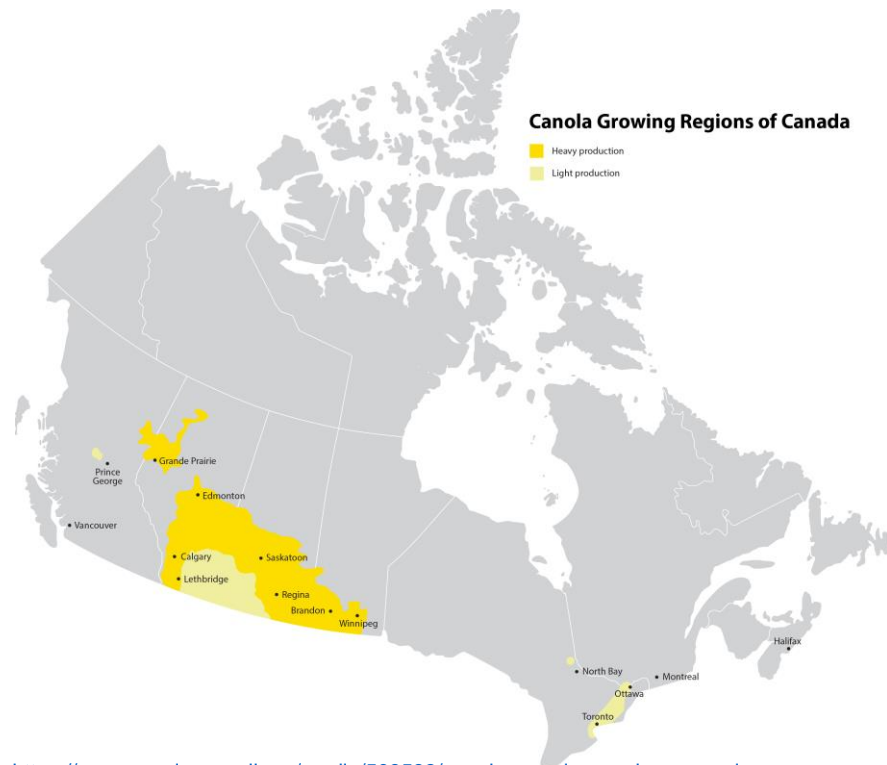 Canola Growing Regions of Canada
Heavy production
Light production
Grande Prairie
Prince
George
Edmonton
Vancouver
Calgary
Saskatoon
Lethbridge
Regina
Brandon
Winnipeg
Halifax
North Bay
Montreal
Ottawa
Toronto